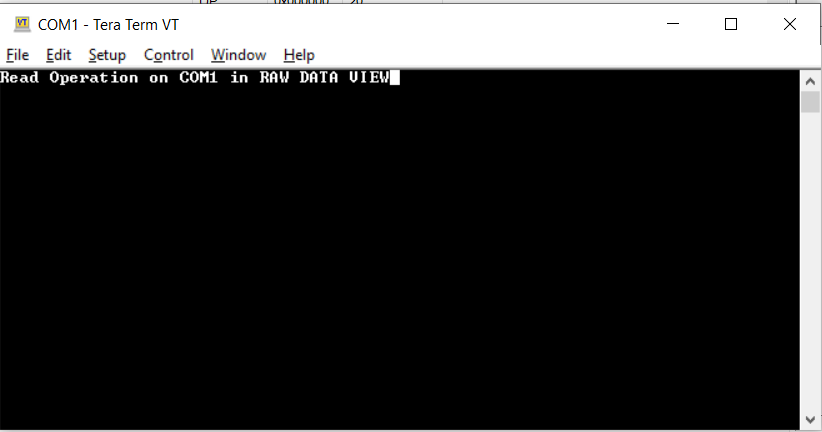 COM1 - Tera Term VT
File Edit Setup Control Window Help
Read Operation on COM1 in RAW DATA VIEW